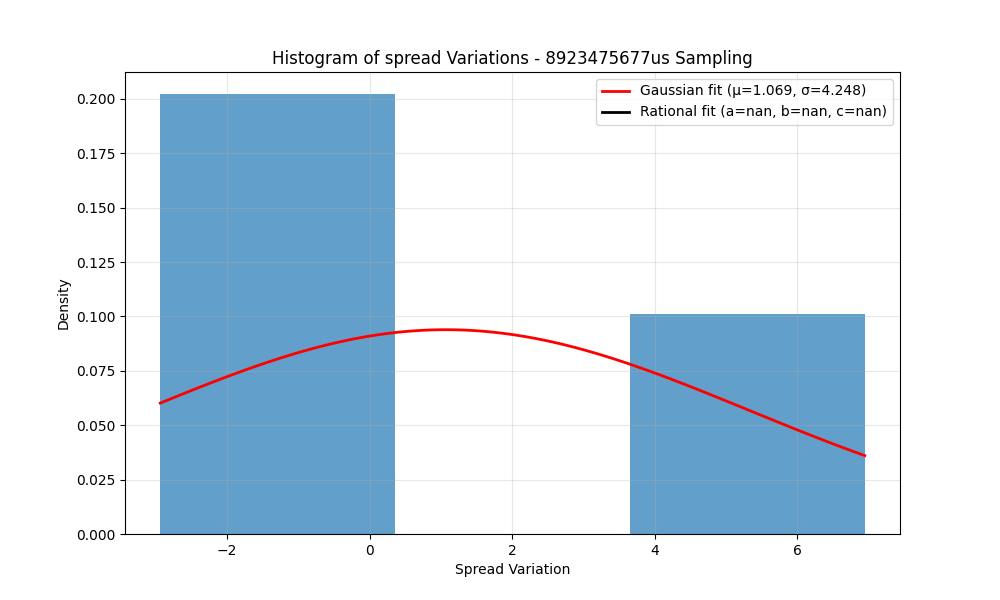 Histogram of spread Variations - 8923475677us Sampling
Gaussian fit (μ=1.069, σ=4.248)
Rational fit (a=nan, b=nan, c=nan)
0.200
0.175
0.150
0.125
0.100
0.075
0.050
0.025
0.000
Density
−2
0
2
4
6
Spread Variation